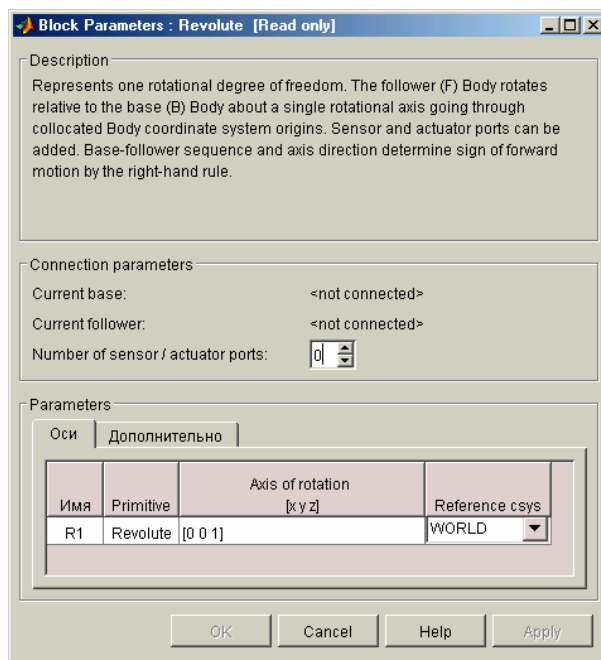 Block Parameters : Revolute [Read only]
Description
Represents one rotational degree of freedom. The follower (F) Body rotates
relative to the base (B) Body about a single rotational axis going through
collocated Body coordinate system origins. Sensor and actuator ports can be
added. Base-follower sequence and axis direction determine sign of forward
motion by the right-hand rule.
Connection parameters
Current base: <not connected>
Current follower: <not connected>
Number of sensor / actuator ports: 0
Parameters
Оси Дополнительно
Axis of rotation
Имя Primitive [x y z] Reference csys
R1 Revolute [0 0 1] WORLD
OK Cancel Help Apply